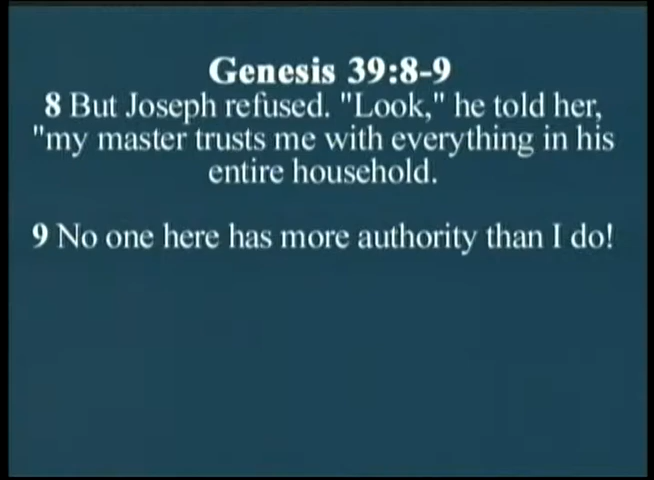 Genesis 39:8-9
8 But Joseph refused. "Look," he told her,
"my master trusts me with everything in his
entire household.
9 No one here has more authority than I do!